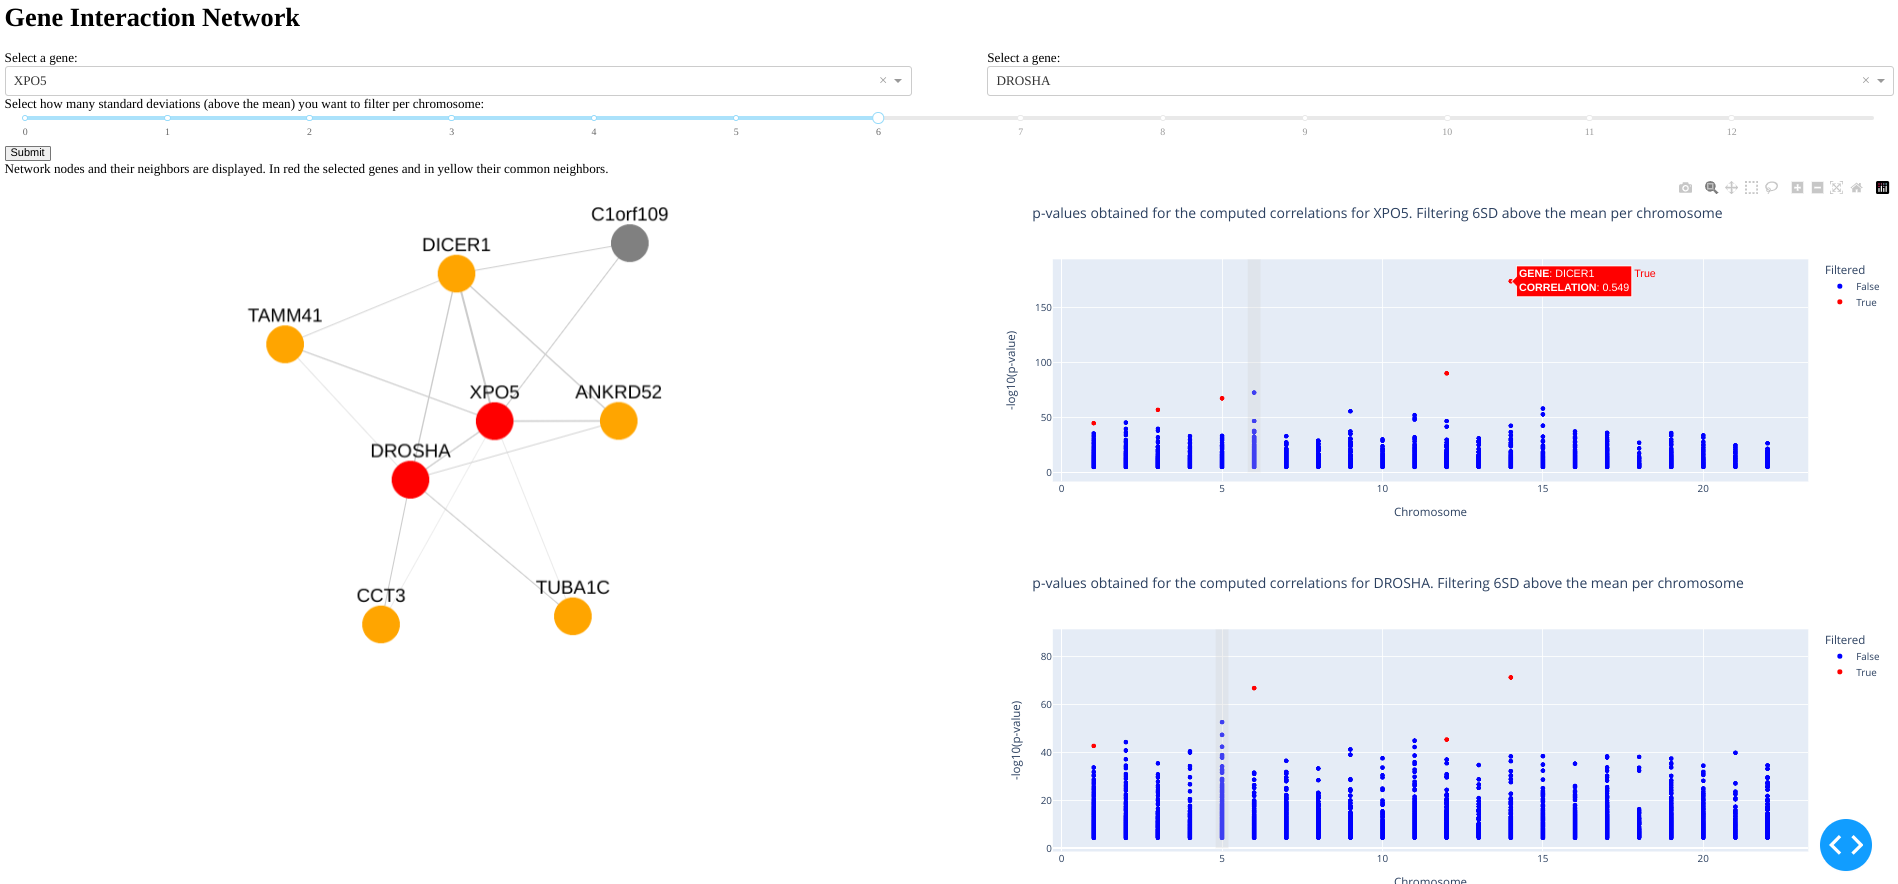 Gene Interaction Network
Select a gene:
XPO5
Select a gene:
DROSHA
Select how many standard deviations (above the mean) you want to filter per chromosome:
0 1 2 3 4 5 6 7 8 9 10 11 12
Submit
Network nodes and their neighbors are displayed. In red the selected genes and in yellow their common neighbors.
C1orf109
DICER1
TAMM41
XPO5
ANKRD52
DROSHA
CCT3
TUBA1C
p-values obtained for the computed correlations for XPO5. Filtering 6SD above the mean per chromosome
GENE: DICER1
CORRELATION: 0.549
True
Filtered
False
True
-log10(p-value)
150
100
50
0
0 5 10 15 20
Chromosome
p-values obtained for the computed correlations for DROSHA. Filtering 6SD above the mean per chromosome
Filtered
False
True
-log10(p-value)
80
60
40
20
0
0 5 10 15 20
Chromosome